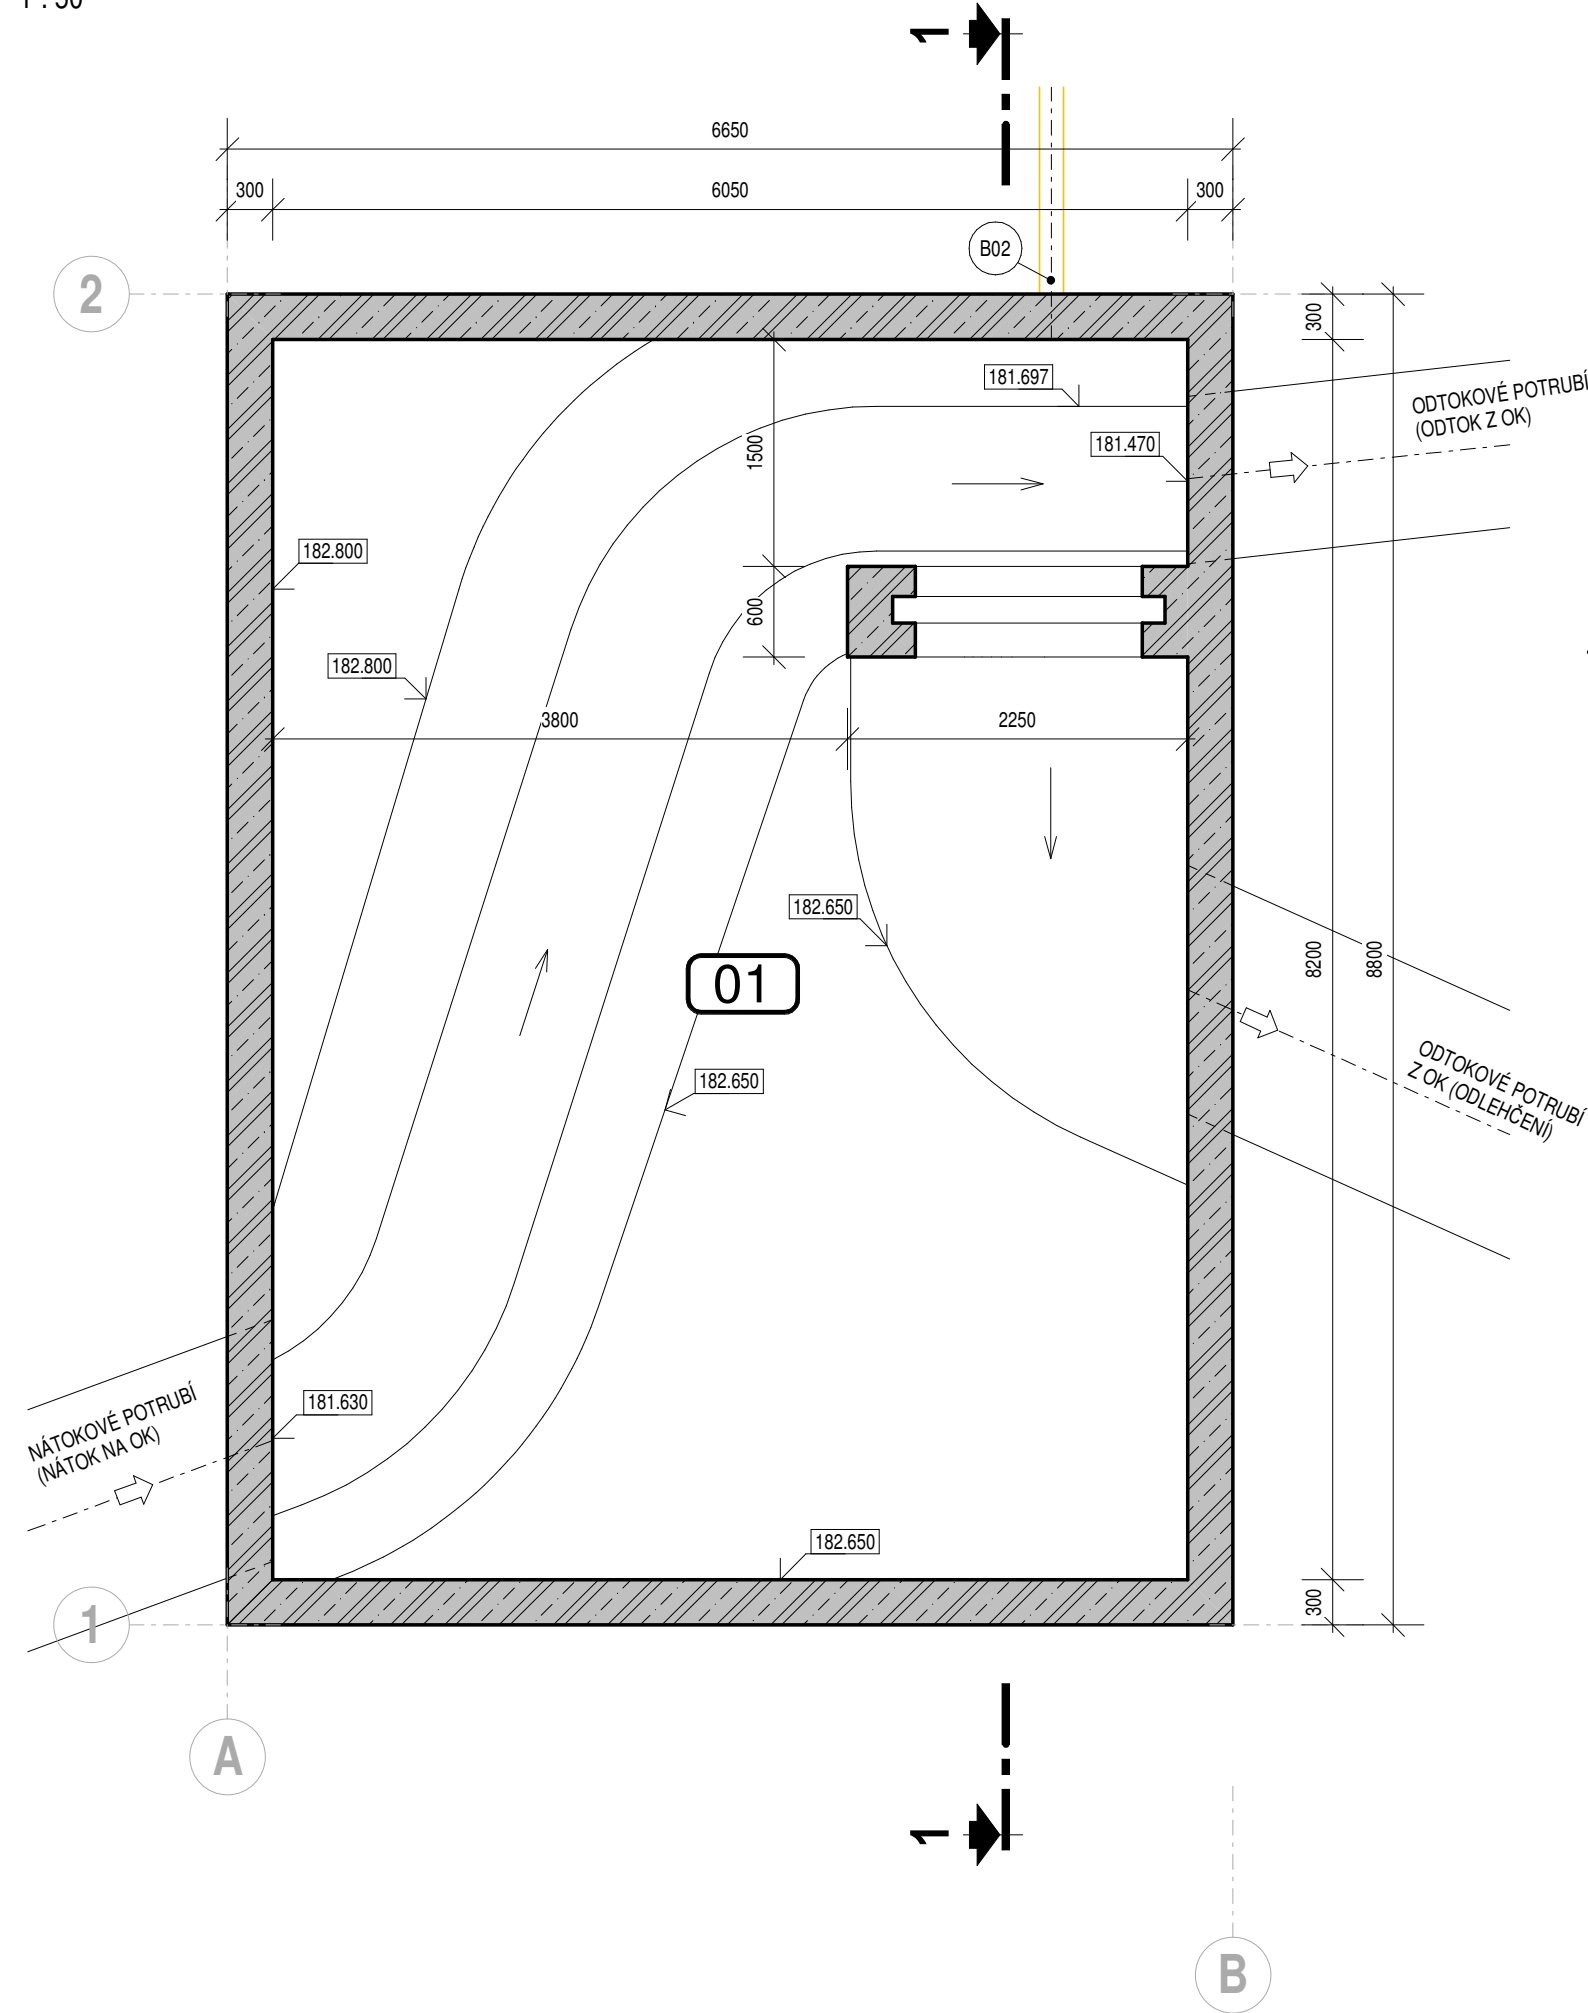 1 : 50
1
6650
300
6050
300
B02
2
300
181.697
ODTOKOVÉ POTRUBÍ
(ODTOK Z OK)
1500
181.470
182.800
600
182.800
3800
2250
182.650
8200
8800
01
ODTOKOVÉ POTRUBÍ
Z OK (ODLEHČENÍ)
182.650
NÁTOKOVÉ POTRUBÍ
(NÁTOK NA OK)
181.630
182.650
300
1
A
1
B